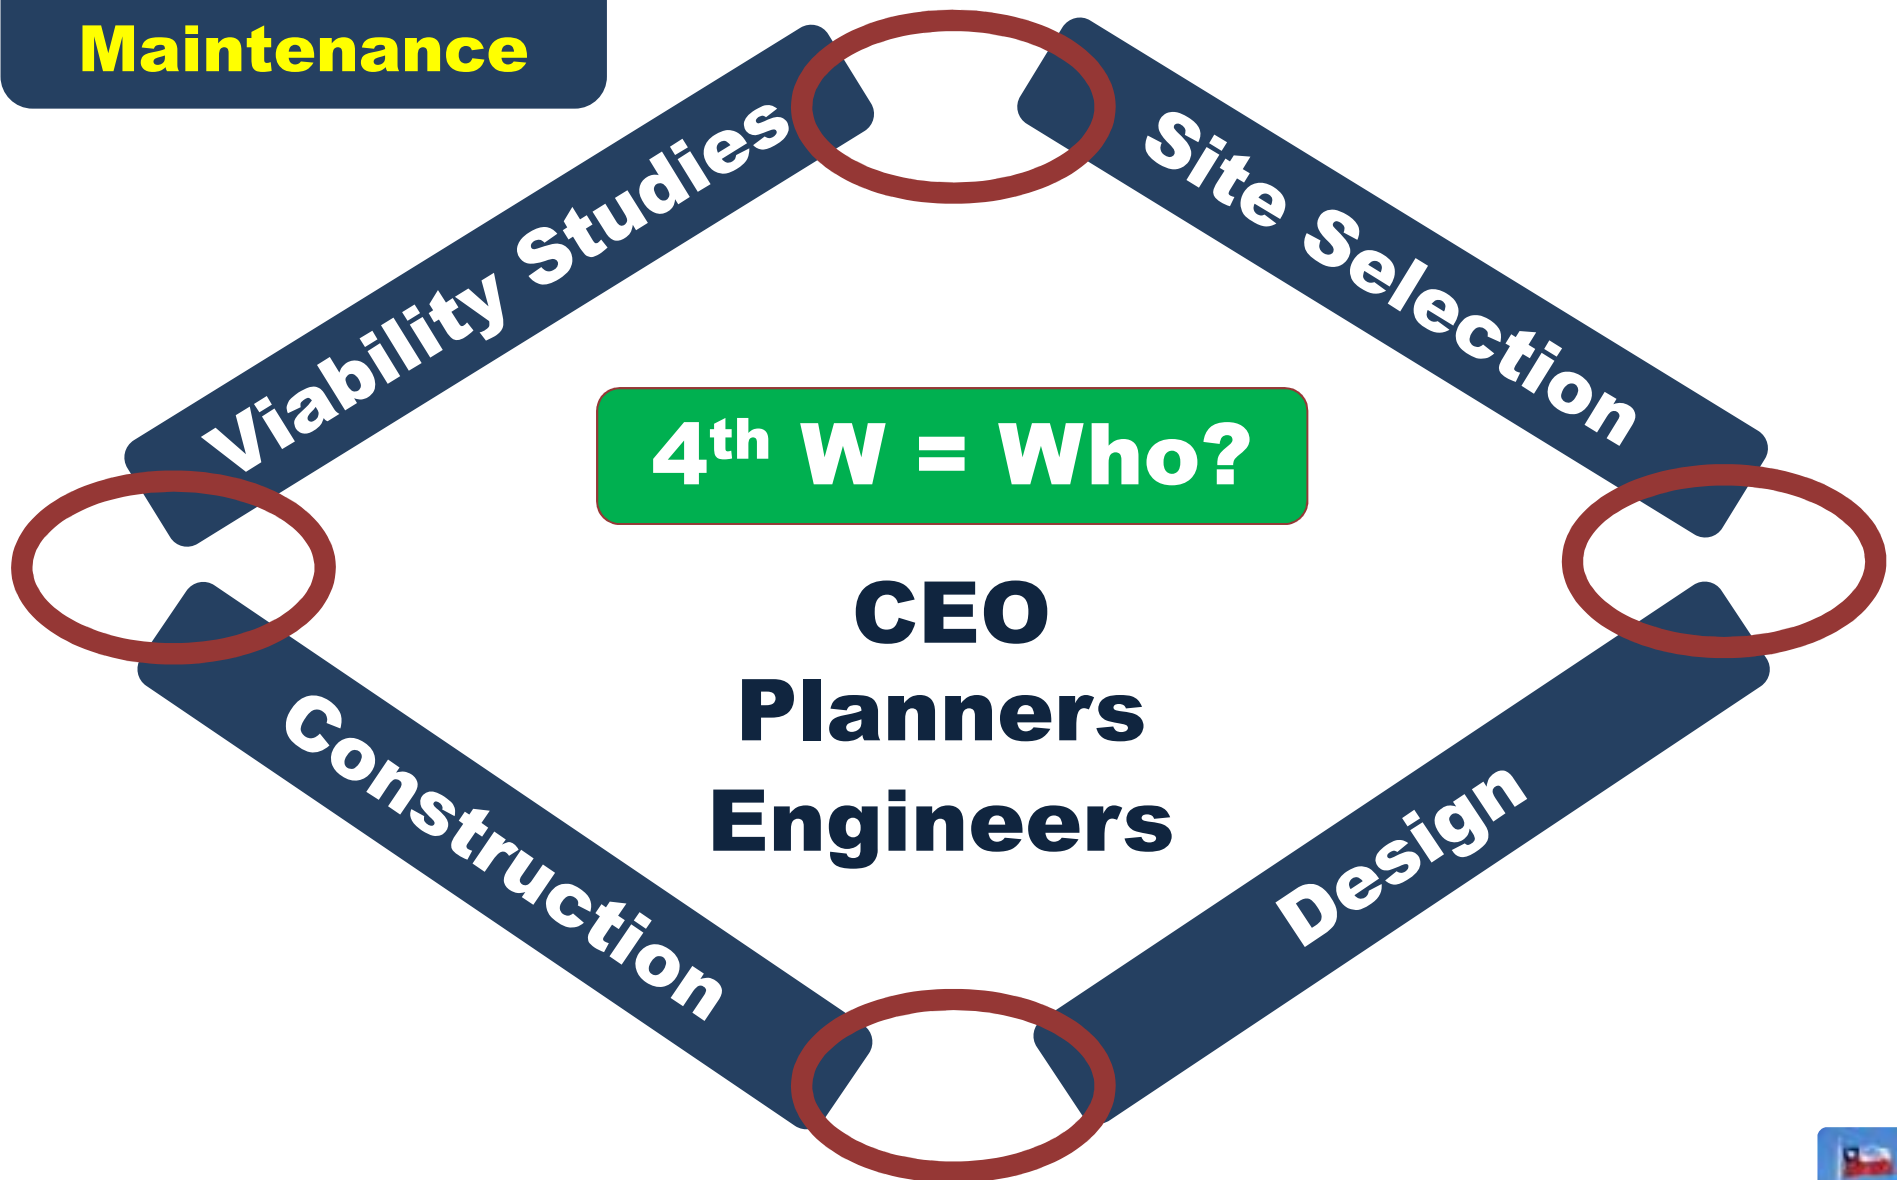 Maintenance
Viability Studies
Site Selection
4th W = Who?
CEO
Planners
Engineers
Construction
Design